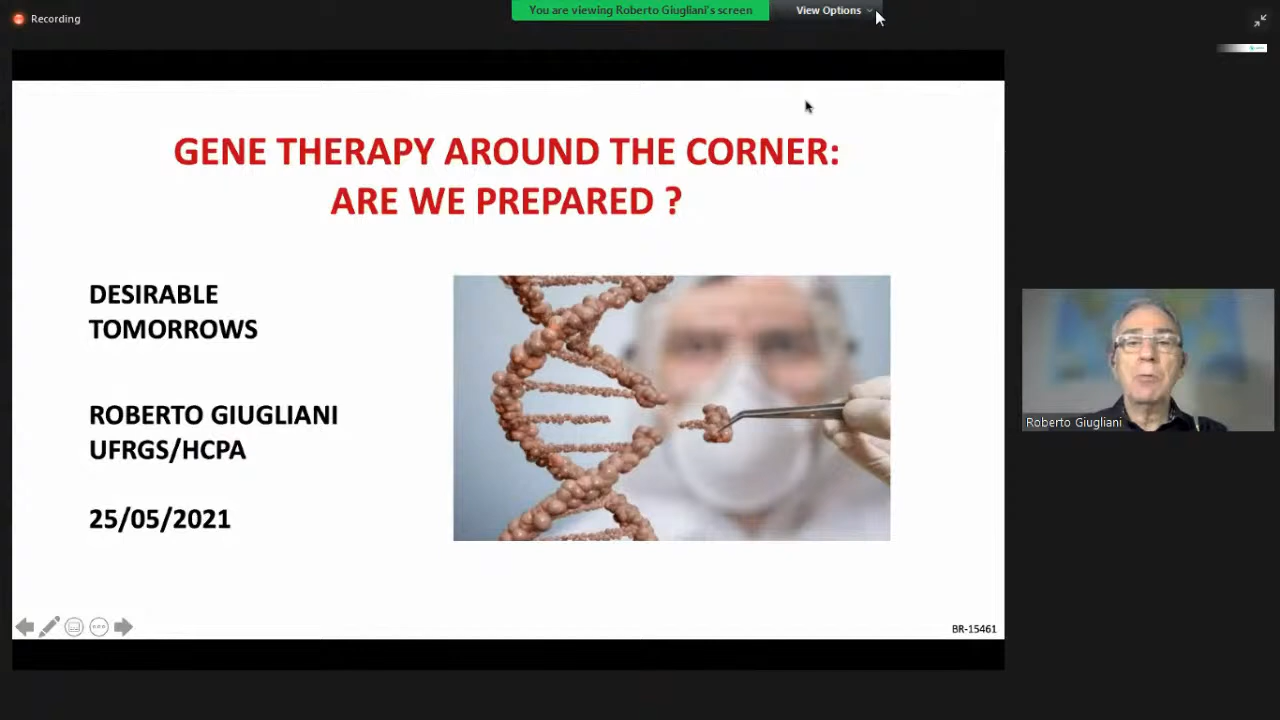 Recording
You are viewing Roberto Giugliani's screen
View Options
GENE THERAPY AROUND THE CORNER:
ARE WE PREPARED ?
DESIRABLE
TOMORROWS
ROBERTO GIUGLIANI
UFRGS/HCPA
25/05/2021
BR-15461
Roberto Giugliani